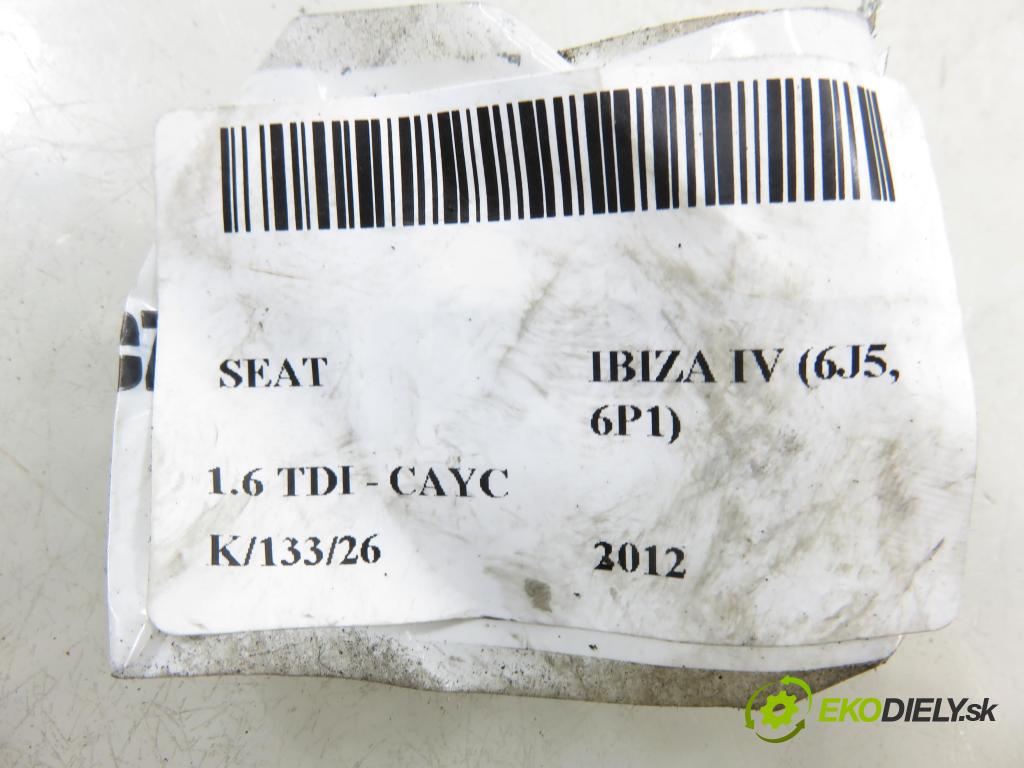 SEAT
IBIZA IV (6J5,
6P1)
1.6 TDI - CAYC
K/133/26
2012
EKODIELY.sk